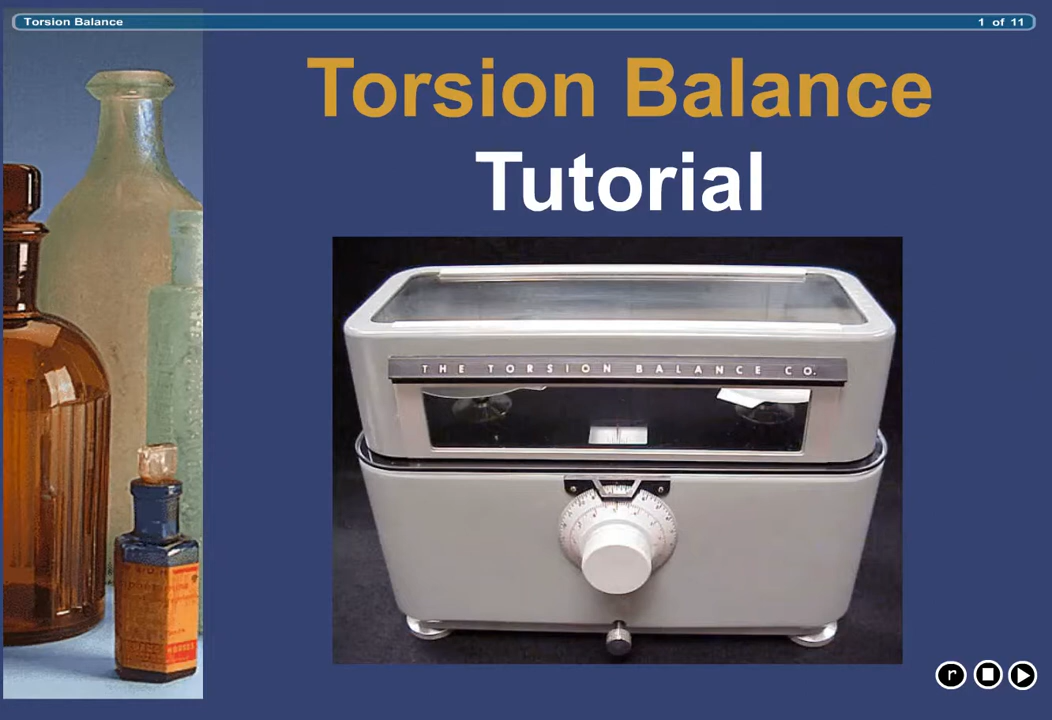 Torsion Balance
1 of 11
Torsion Balance
Tutorial
THE TORSION BALANCE CO.
r